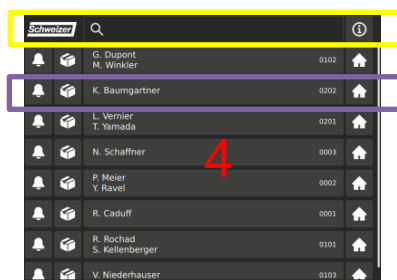 Schweizer
G. Dupont
M. Winkler
0102
K. Baumgartner
0202
L. Vernier
T. Yamada
0201
N. Schaffner
0003
4
P. Meier
Y. Ravel
0002
R. Caduff
0001
R. Rochad
S. Kellenberger
0101
V. Niederhauser
0103